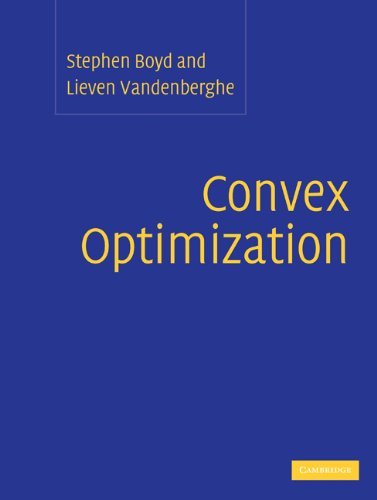 Stephen Boyd and
Lieven Vandenberghe
Convex
Optimization
CAMBRIDGE